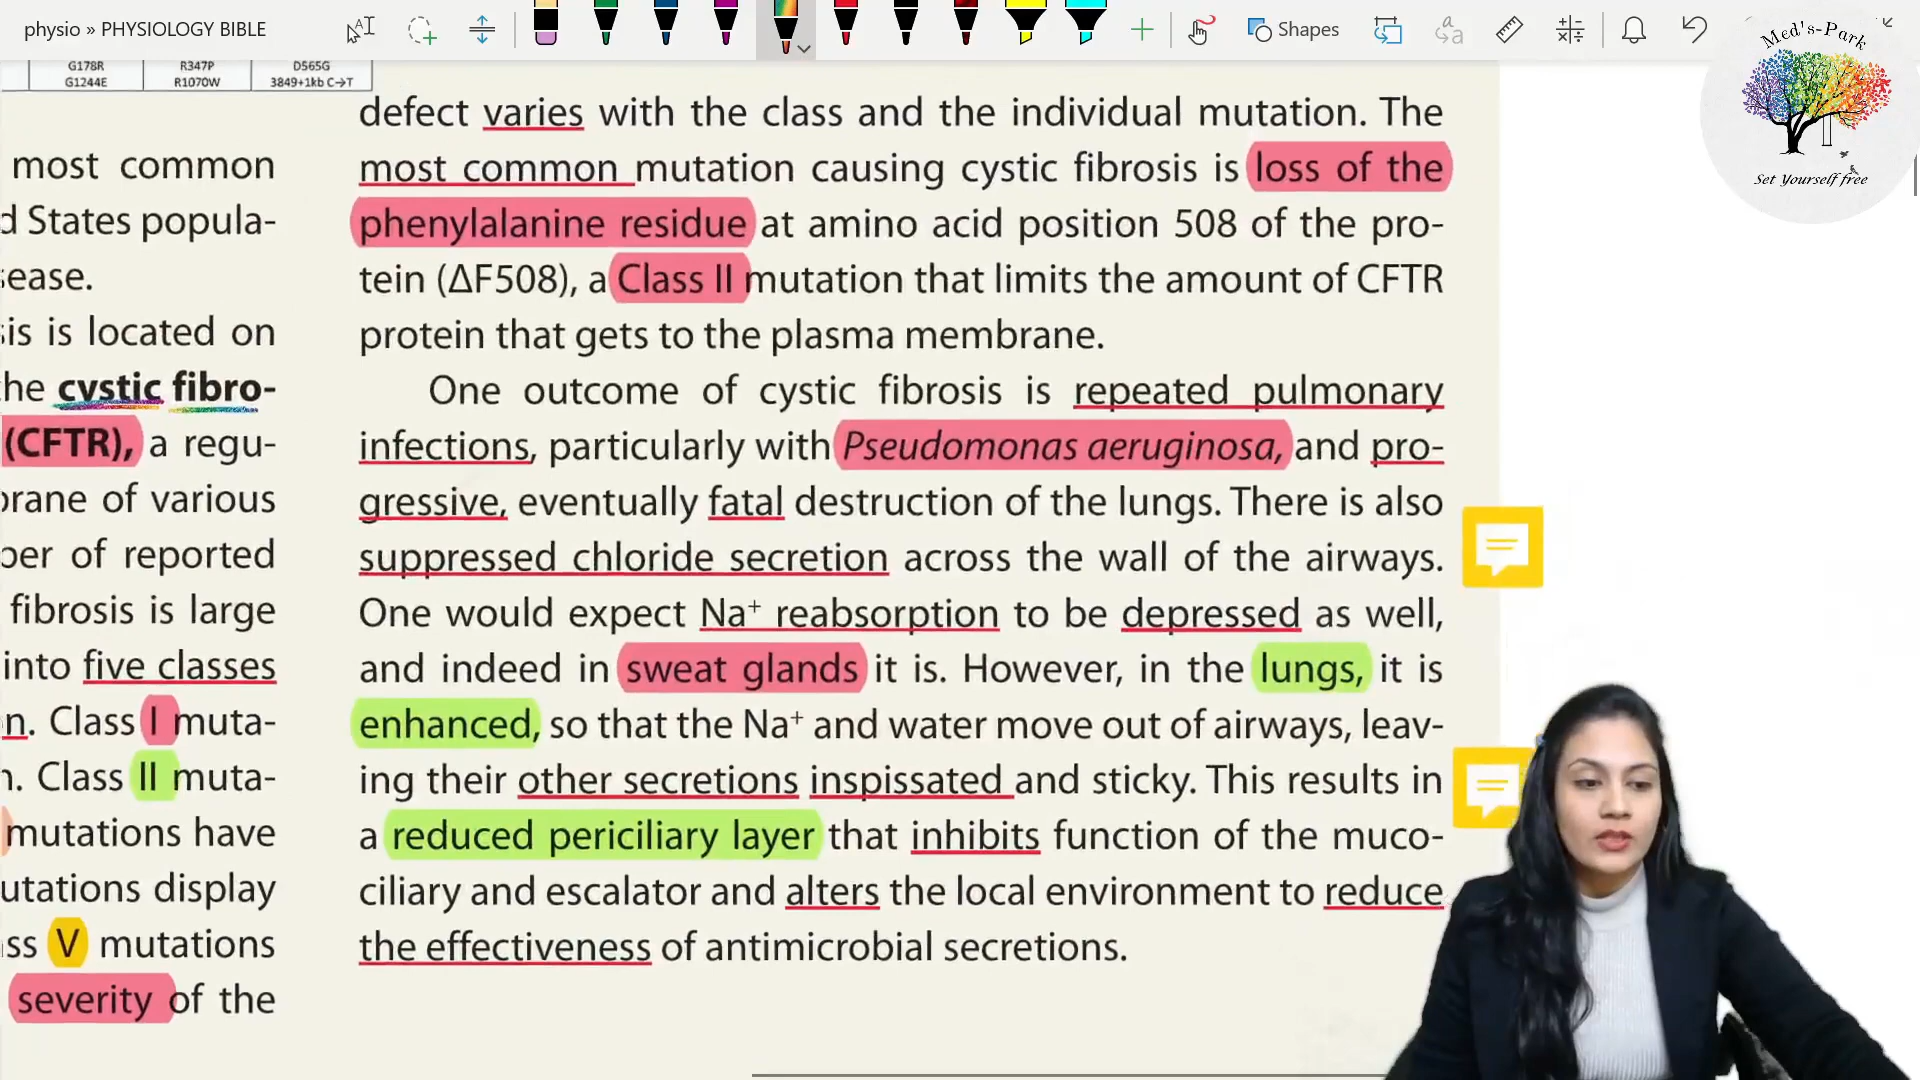 physio » PHYSIOLOGY BIBLE
Shapes
Med's-Park
Set Yourself free
G178R R347P D565G
G1244E R1070W 3849+1kb C→T
most common
d States popula-
sease.
sis is located on
the cystic fibro-
(CFTR), a regu-
brane of various
ber of reported
fibrosis is large
into five classes
n. Class I muta-
n. Class II muta-
mutations have
utations display
ss V mutations
severity of the
defect varies with the class and the individual mutation. The
most common mutation causing cystic fibrosis is loss of the
phenylalanine residue at amino acid position 508 of the pro-
tein (ΔF508), a Class II mutation that limits the amount of CFTR
protein that gets to the plasma membrane.
One outcome of cystic fibrosis is repeated pulmonary
infections, particularly with Pseudomonas aeruginosa, and pro-
gressive, eventually fatal destruction of the lungs. There is also
suppressed chloride secretion across the wall of the airways.
One would expect Na⁺ reabsorption to be depressed as well,
and indeed in sweat glands it is. However, in the lungs, it is
enhanced, so that the Na⁺ and water move out of airways, leav-
ing their other secretions inspissated and sticky. This results in
a reduced periciliary layer that inhibits function of the muco-
ciliary and escalator and alters the local environment to reduce
the effectiveness of antimicrobial secretions.